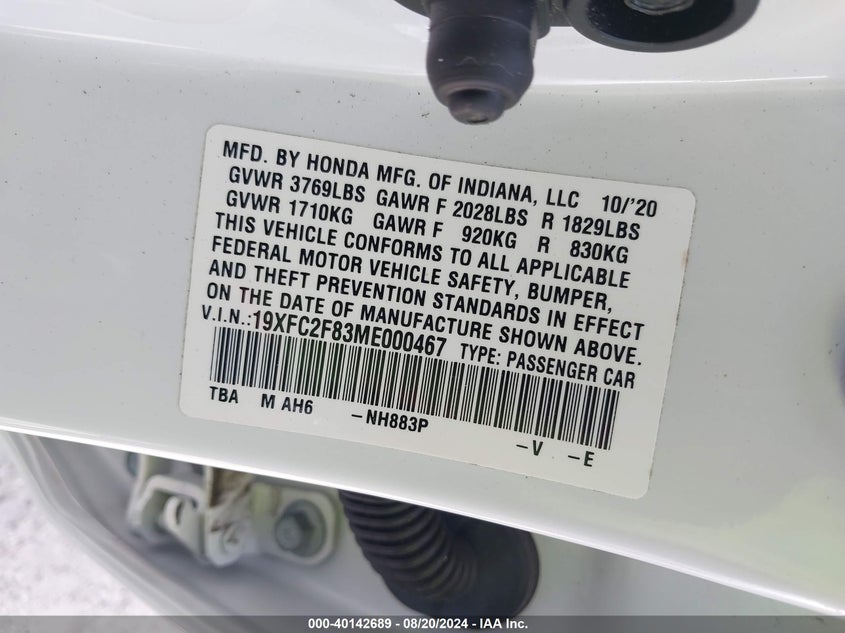 MFD. BY HONDA MFG. OF INDIANA, LLC 10/'20
GVWR 3769LBS GAWR F 2028LBS R 1829LBS
GVWR 1710KG GAWR F 920KG R 830KG
THIS VEHICLE CONFORMS TO ALL APPLICABLE
FEDERAL MOTOR VEHICLE SAFETY, BUMPER,
AND THEFT PREVENTION STANDARDS IN EFFECT
ON THE DATE OF MANUFACTURE SHOWN ABOVE.
V.I.N.:19XFC2F83ME000467 TYPE: PASSENGER CAR
TBA M AH6 -NH883P -V -E
000-40142689 - 08/20/2024 - IAA Inc.